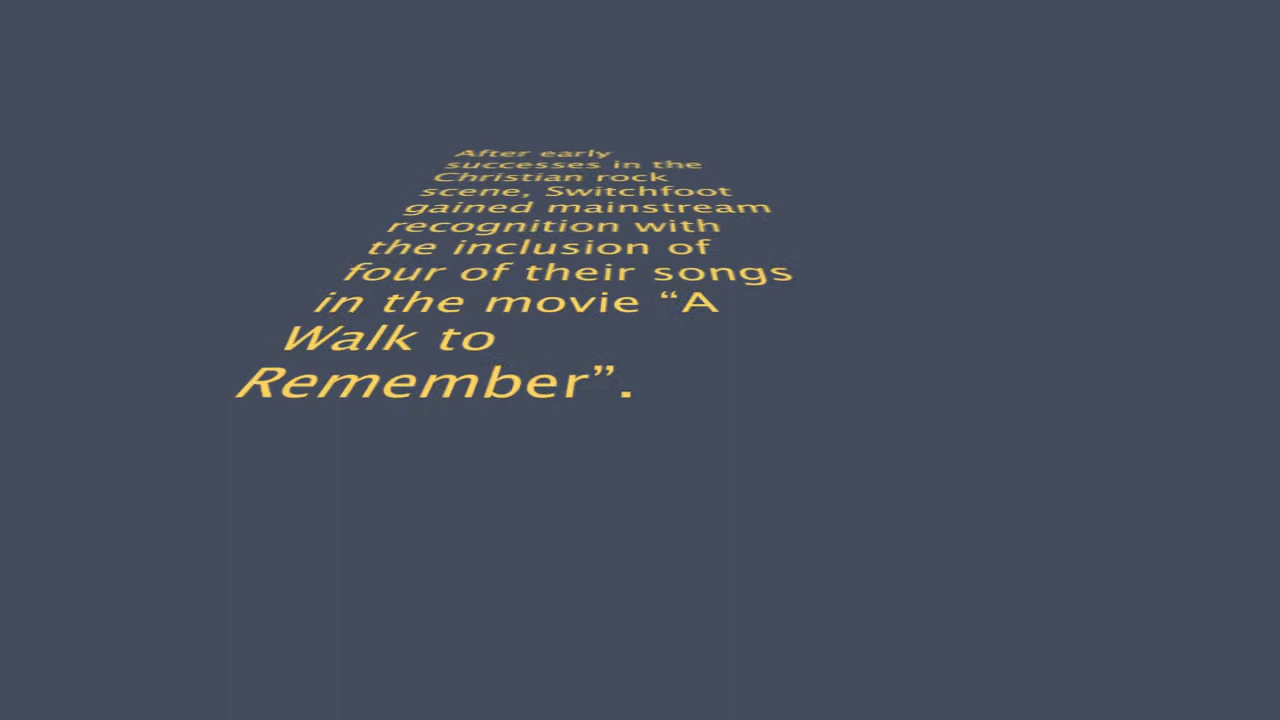 After early
successes in the
Christian rock
scene, Switchfoot
gained mainstream
recognition with
the inclusion of
four of their songs
in the movie “A
Walk to
Remember”.